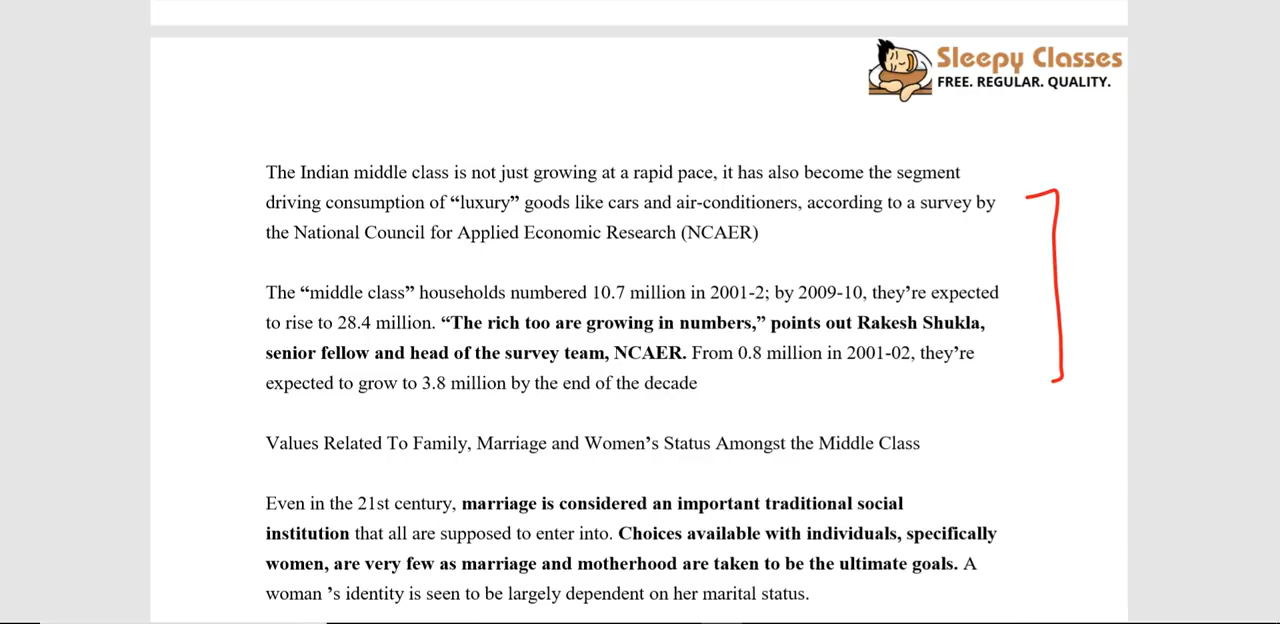 Sleepy Classes
FREE. REGULAR. QUALITY.
The Indian middle class is not just growing at a rapid pace, it has also become the segment
driving consumption of “luxury” goods like cars and air-conditioners, according to a survey by
the National Council for Applied Economic Research (NCAER)
The “middle class” households numbered 10.7 million in 2001-2; by 2009-10, they’re expected
to rise to 28.4 million. “The rich too are growing in numbers,” points out Rakesh Shukla,
senior fellow and head of the survey team, NCAER. From 0.8 million in 2001-02, they’re
expected to grow to 3.8 million by the end of the decade
Values Related To Family, Marriage and Women’s Status Amongst the Middle Class
Even in the 21st century, marriage is considered an important traditional social
institution that all are supposed to enter into. Choices available with individuals, specifically
women, are very few as marriage and motherhood are taken to be the ultimate goals. A
woman ’s identity is seen to be largely dependent on her marital status.